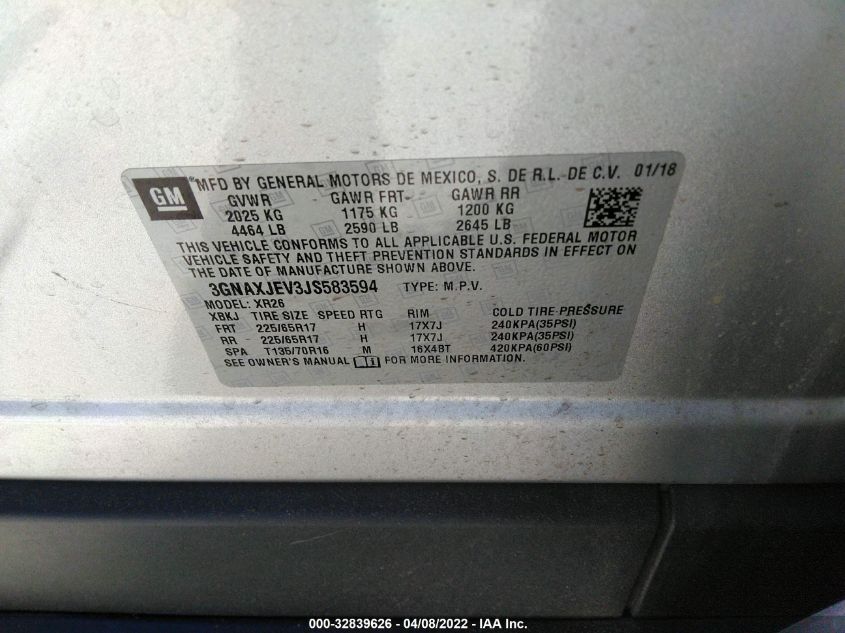 GM MFD BY GENERAL MOTORS DE MEXICO, S. DE R.L. DE C.V. 01/18
GVWR GAWR FRT GAWR RR
2025 KG 1175 KG 1200 KG
4464 LB 2590 LB 2645 LB
THIS VEHICLE CONFORMS TO ALL APPLICABLE U.S. FEDERAL MOTOR
VEHICLE SAFETY AND THEFT PREVENTION STANDARDS IN EFFECT ON
THE DATE OF MANUFACTURE SHOWN ABOVE.
3GNAXJEV3JS583594 TYPE: M.P.V.
MODEL: XR26
XBKJ TIRE SIZE SPEED RTG RIM COLD TIRE PRESSURE
FRT 225/65R17 H 17X7J 240KPA(35PSI)
RR 225/65R17 H 17X7J 240KPA(35PSI)
SPA T135/70R16 M 16X4BT 420KPA(60PSI)
SEE OWNER'S MANUAL FOR MORE INFORMATION.
000-32839626 - 04/08/2022 - IAA Inc.